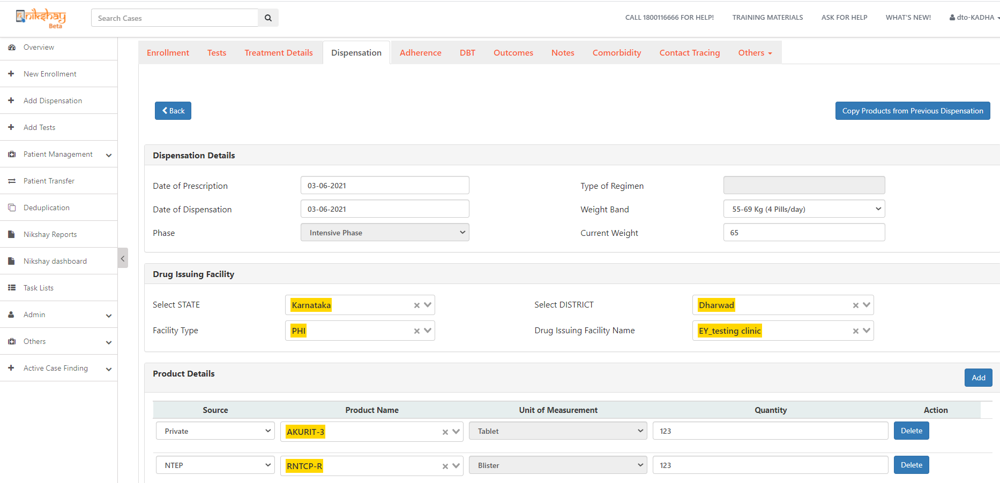 nikshay
Beta
Search Cases
CALL 1800116666 FOR HELP! TRAINING MATERIALS ASK FOR HELP WHAT'S NEW! dto-KADHA
Overview
New Enrollment
Add Dispensation
Add Tests
Patient Management
Patient Transfer
Deduplication
Nikshay Reports
Nikshay dashboard
Task Lists
Admin
Others
Active Case Finding
Enrollment Tests Treatment Details Dispensation Adherence DBT Outcomes Notes Comorbidity Contact Tracing Others
Back Copy Products from Previous Dispensation
Dispensation Details
Date of Prescription 03-06-2021 Type of Regimen
Date of Dispensation 03-06-2021 Weight Band 55-69 Kg (4 Pills/day)
Phase Intensive Phase Current Weight 65
Drug Issuing Facility
Select STATE Karnataka Select DISTRICT Dharwad
Facility Type PHI Drug Issuing Facility Name EY_testing clinic
Product Details Add
Source Product Name Unit of Measurement Quantity Action
Private AKURIT-3 Tablet 123 Delete
NTEP RNTCP-R Blister 123 Delete